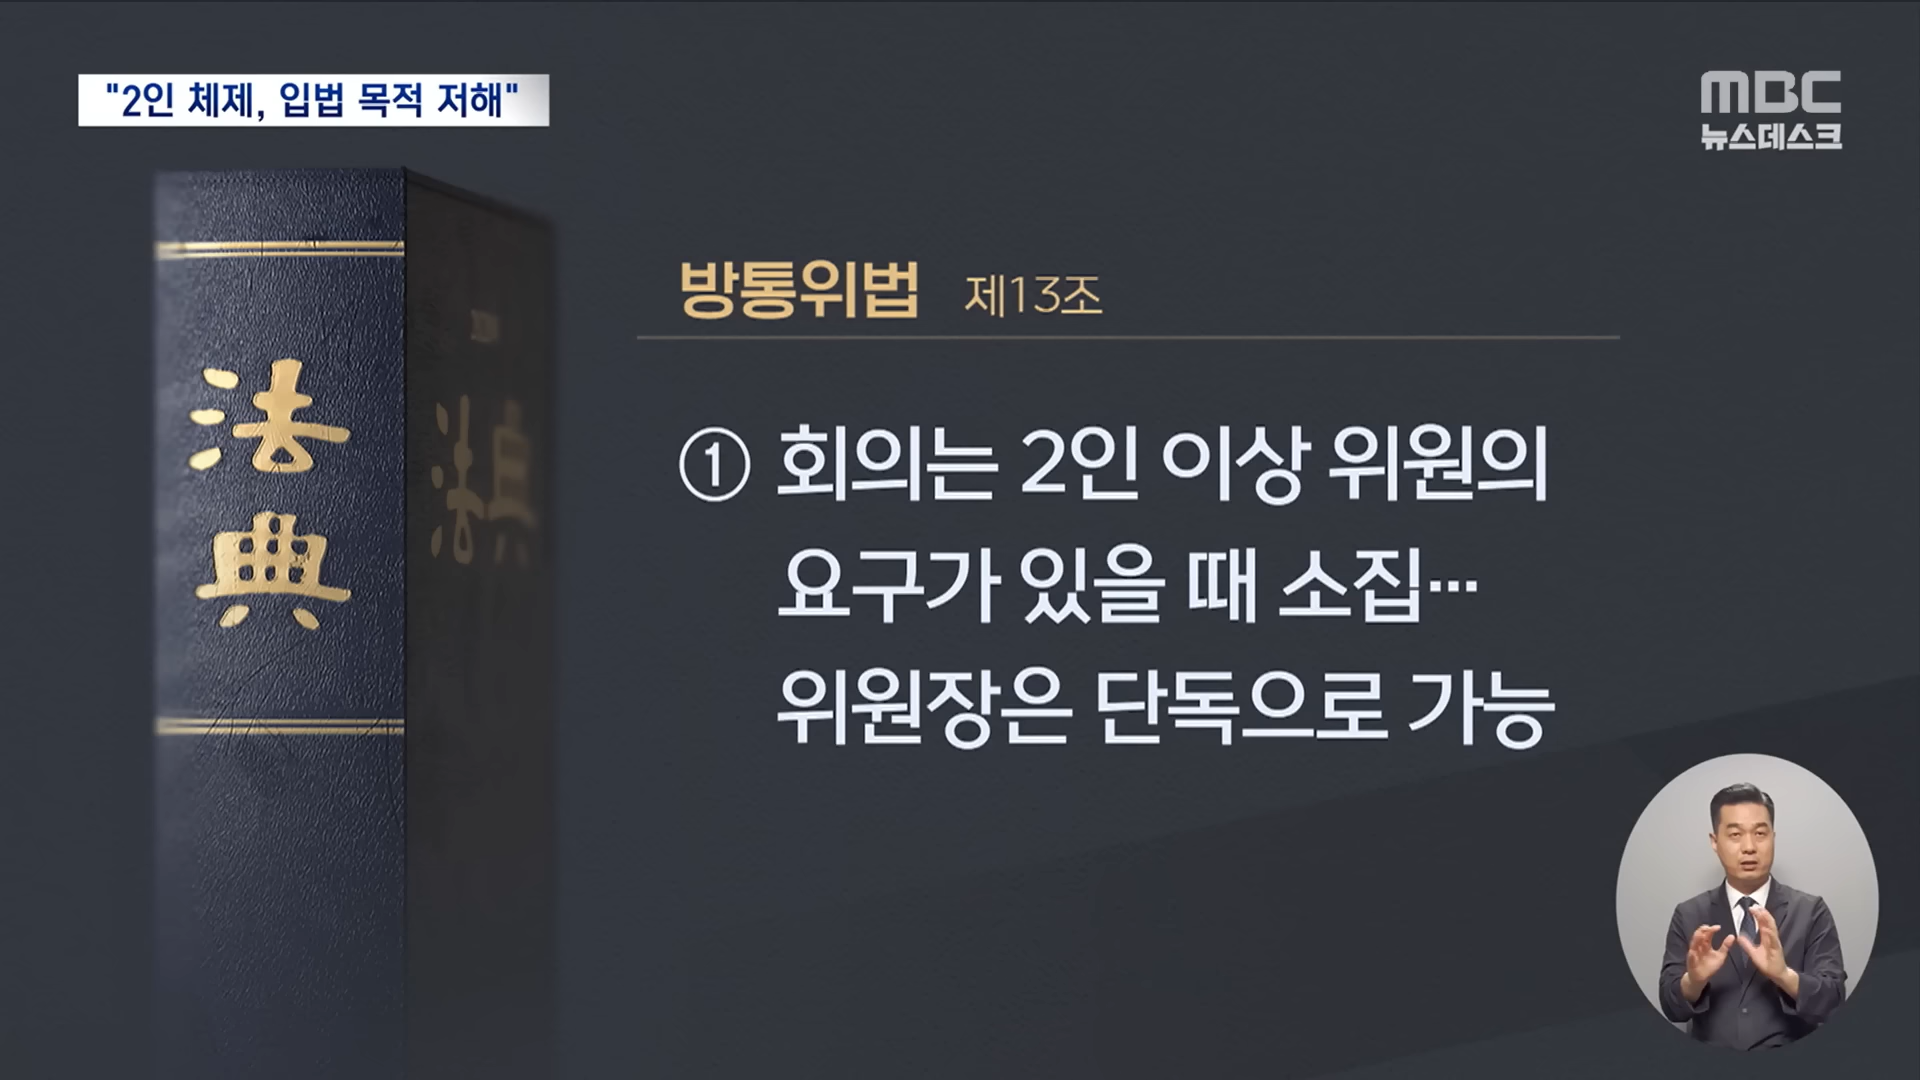 "2인 체제, 입법 목적 저해"
MBC
뉴스데스크
방통위법 제13조
① 회의는 2인 이상 위원의
요구가 있을 때 소집…
위원장은 단독으로 가능
法
典
法
典